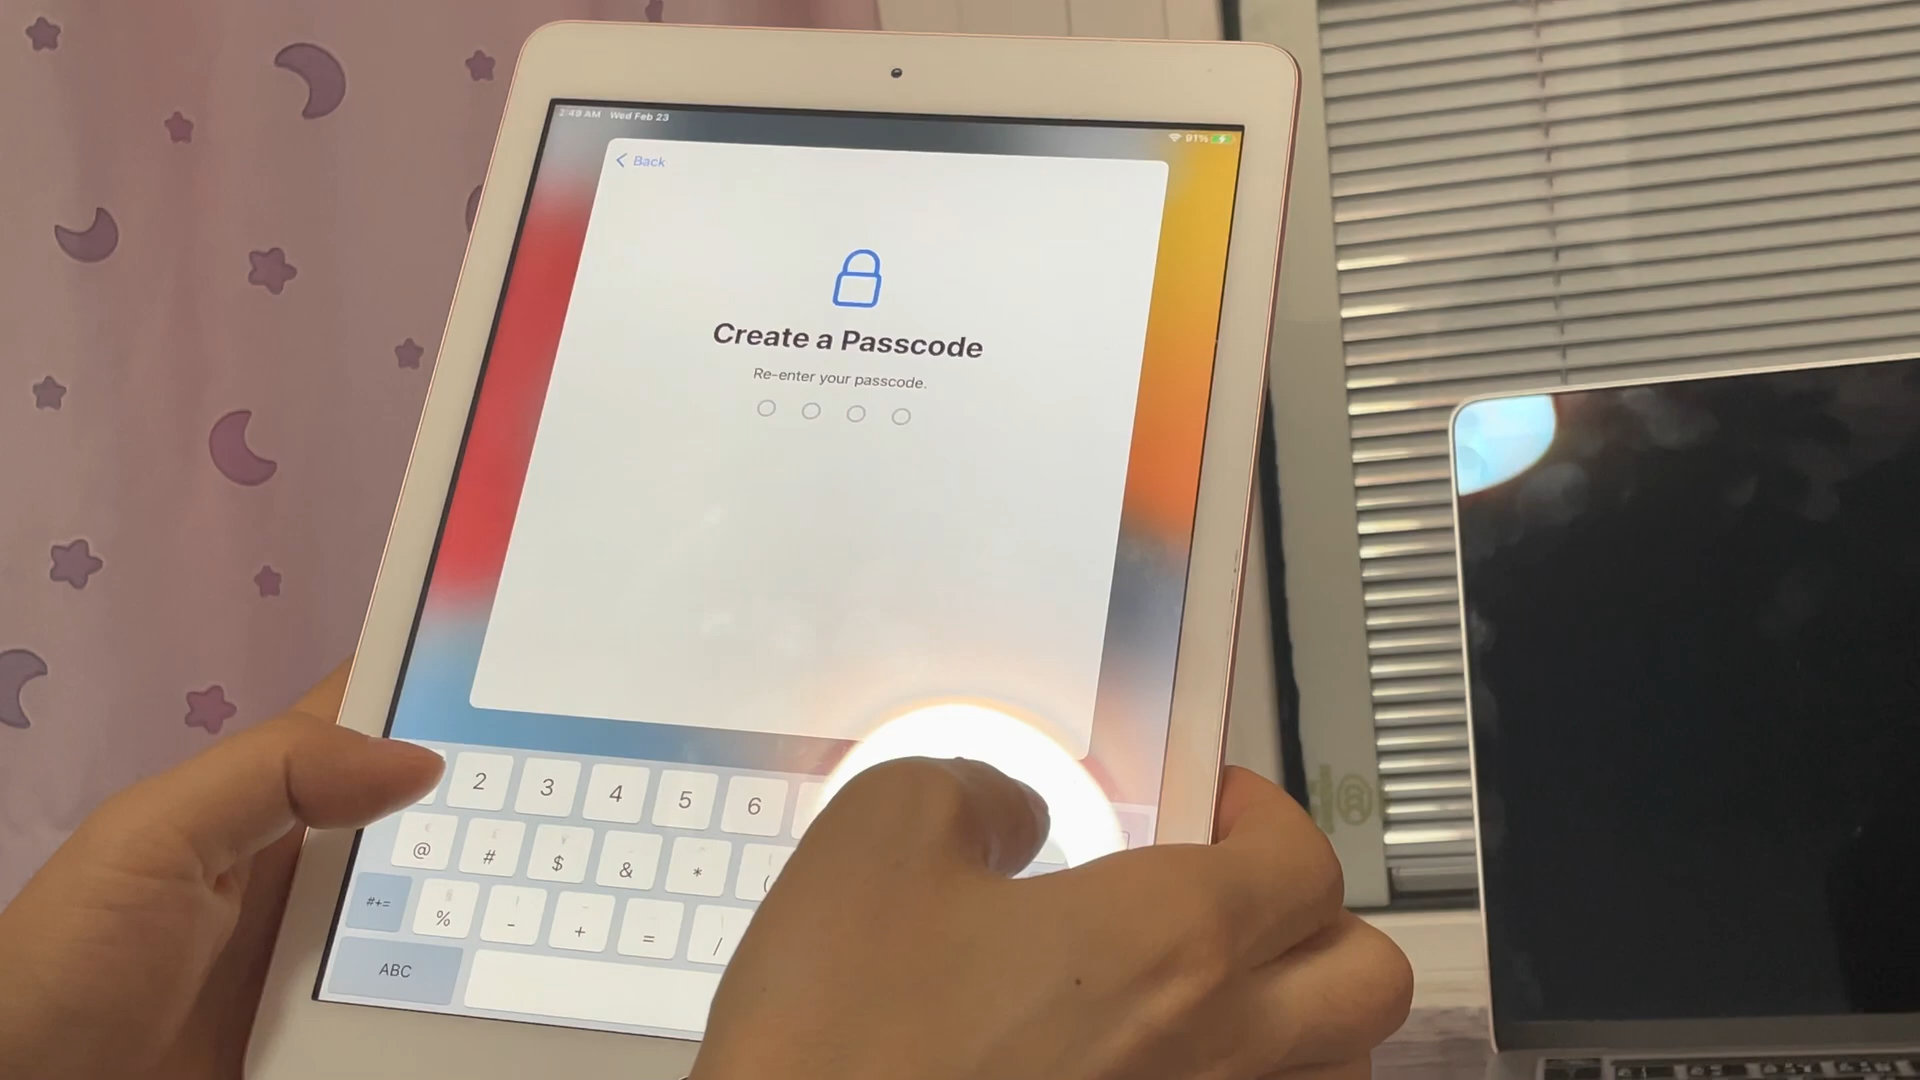 2:49 AM Wed Feb 23
91%
Back
Create a Passcode
Re-enter your passcode.
2 3 4 5 6
@ # $ & * (
#+= % - + = /
ABC